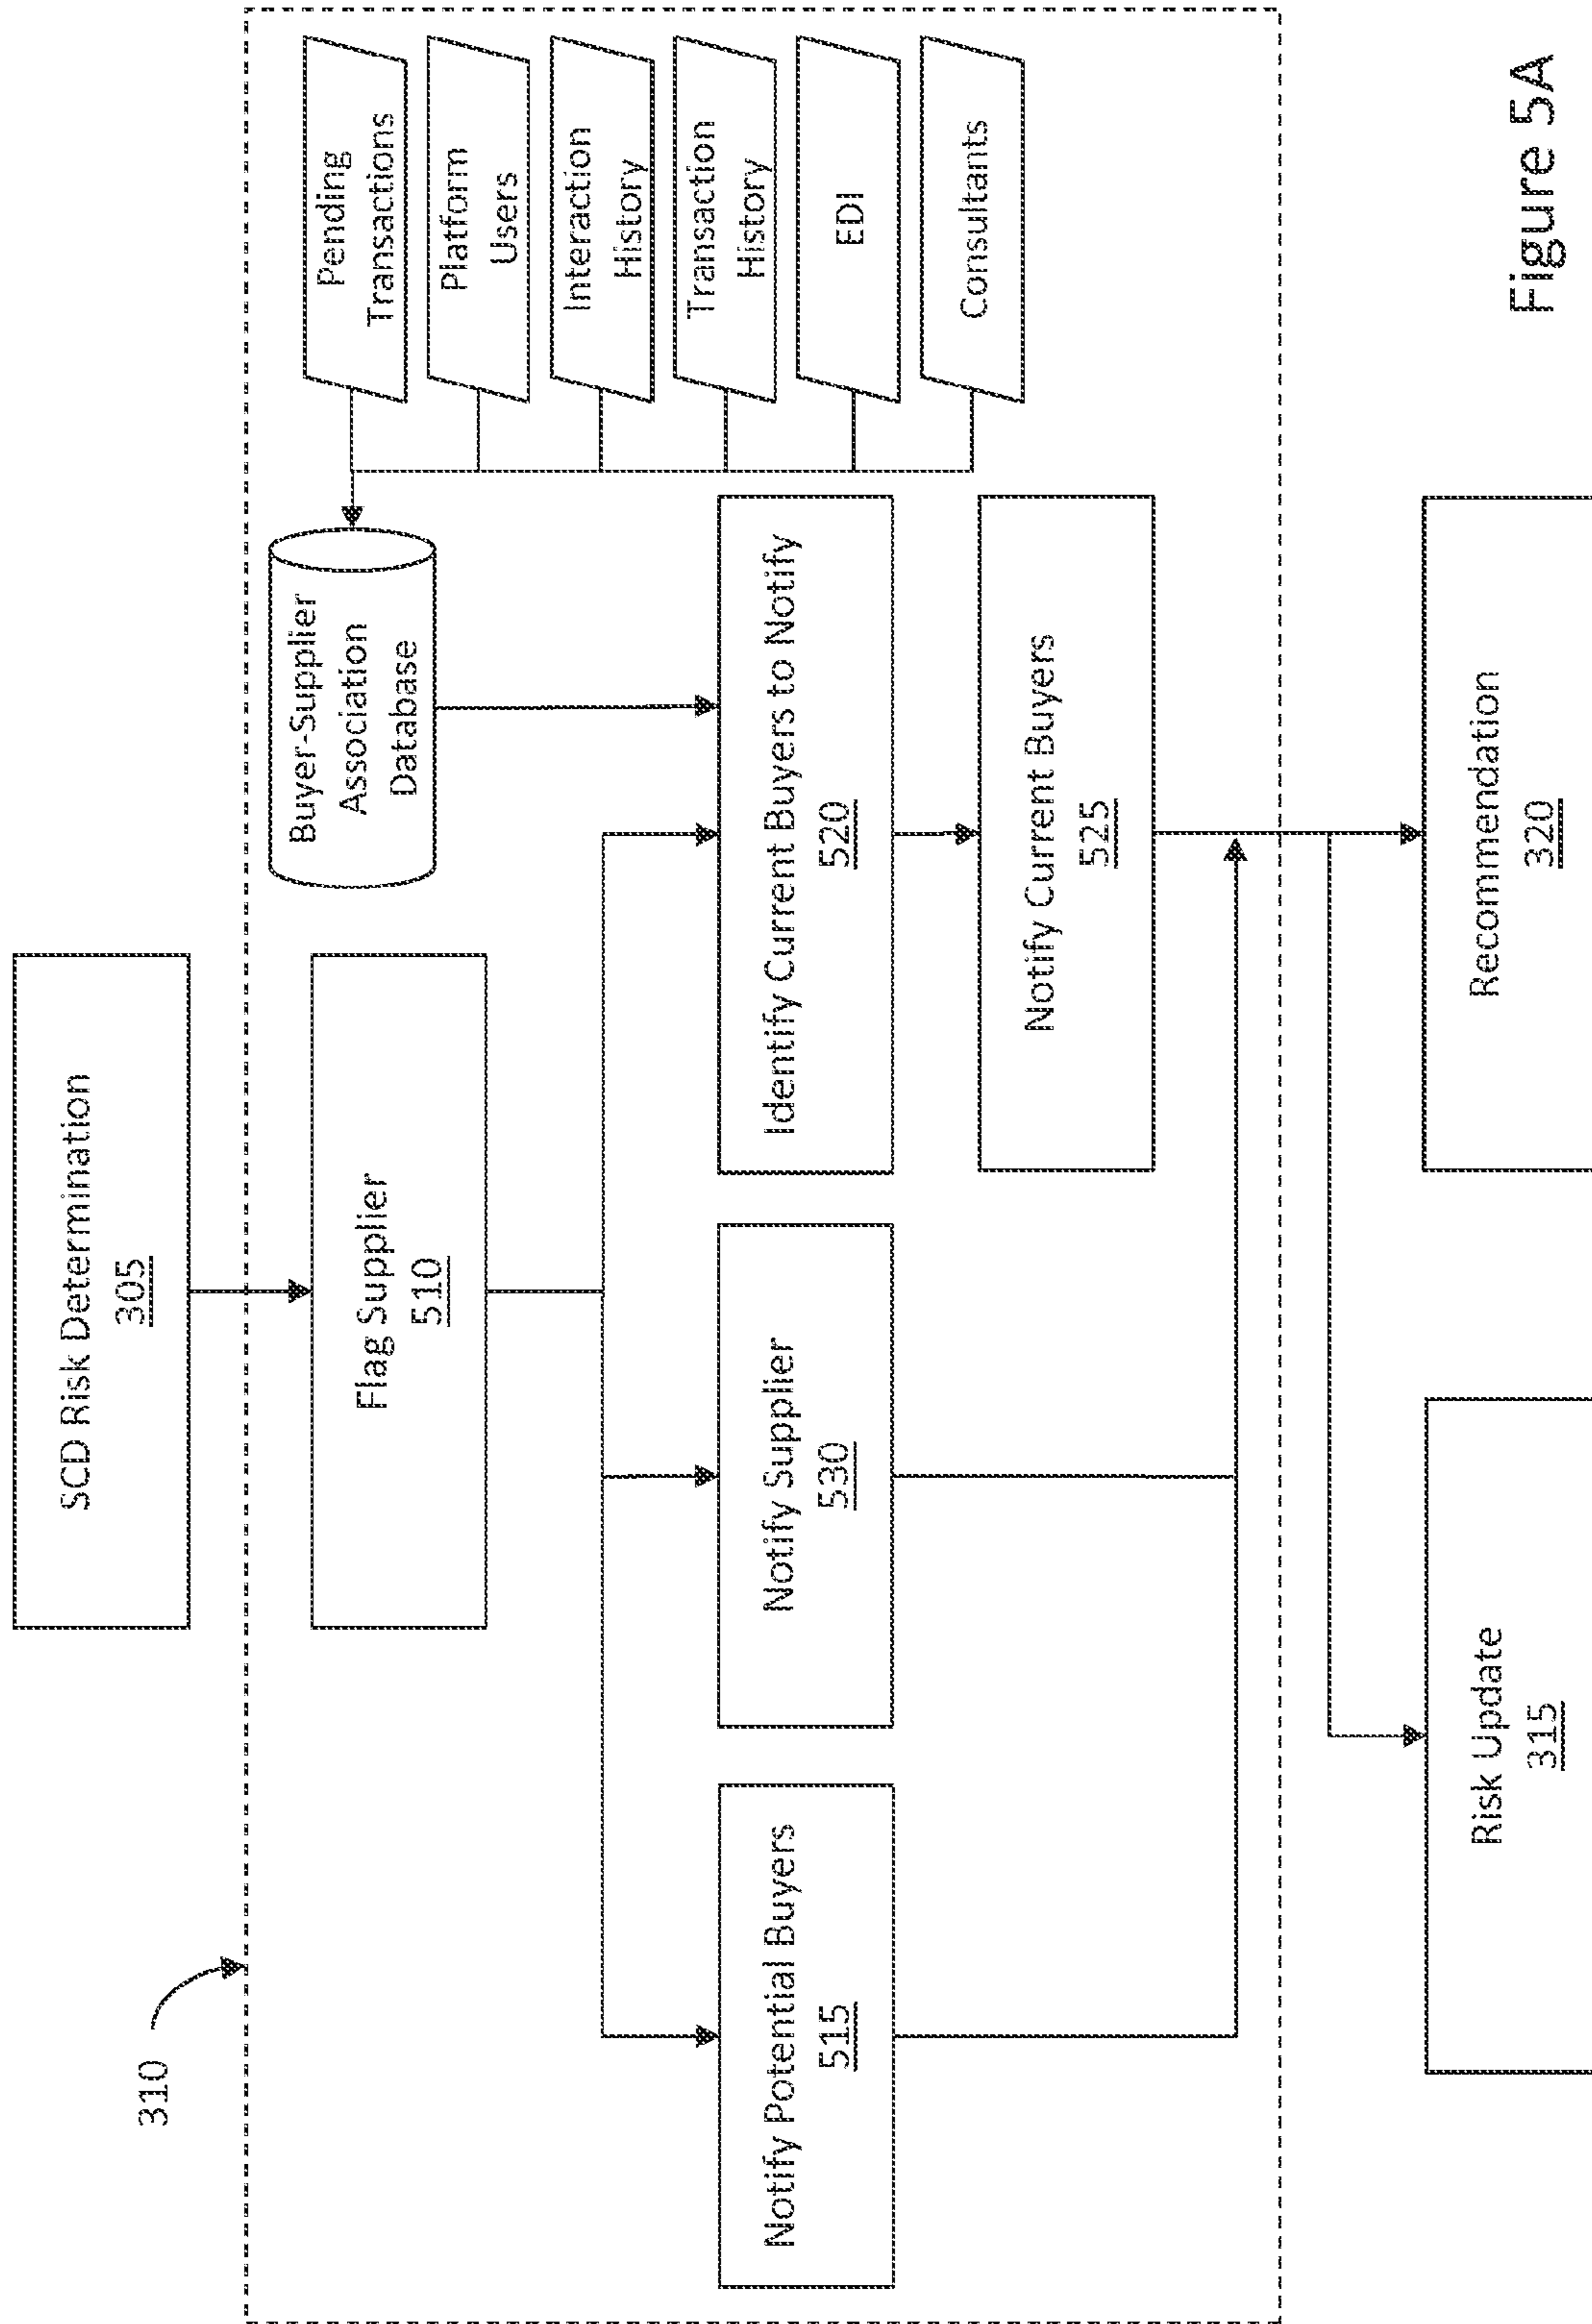 310
SCD Risk Determination
305
Flag Supplier
510
Buyer-Supplier
Association
Database
Pending
Transactions
Platform
Users
Interaction
History
Transaction
History
EDI
Consultants
Notify Potential Buyers
515
Notify Supplier
530
Identify Current Buyers to Notify
520
Notify Current Buyers
525
Risk Update
315
Recommendation
320
Figure 5A